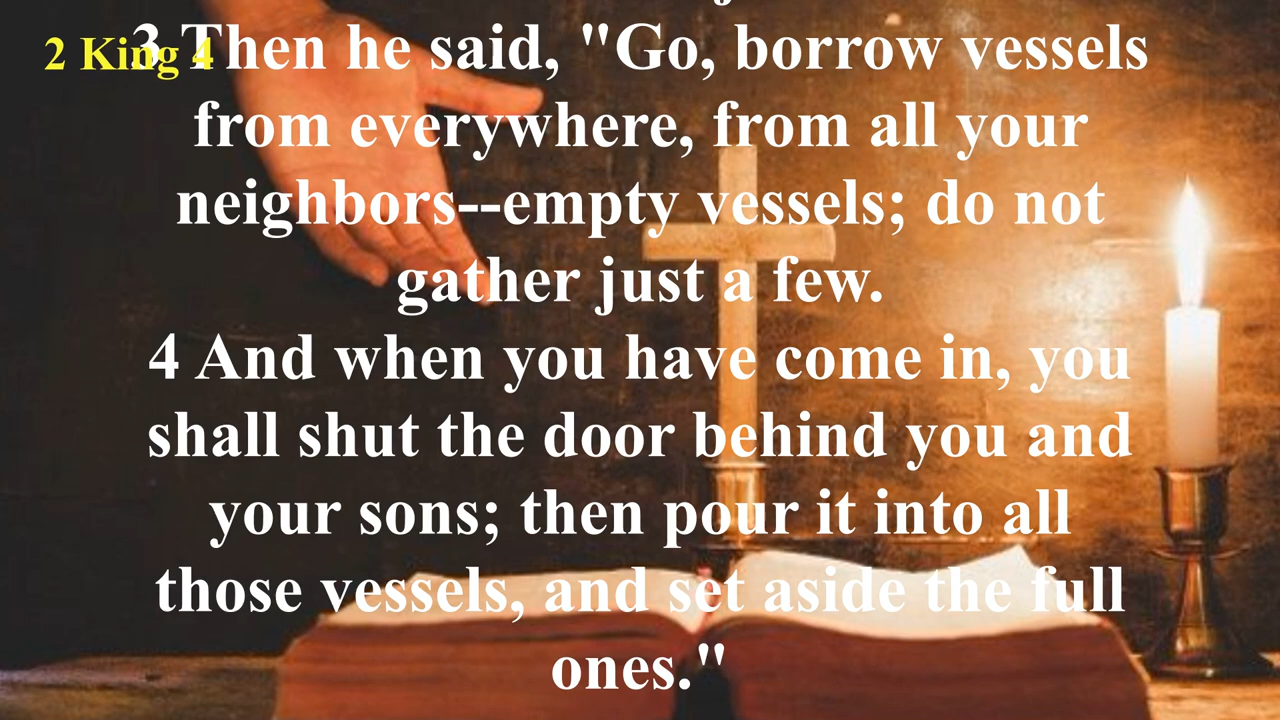 2 King 4
3 Then he said, "Go, borrow vessels
from everywhere, from all your
neighbors--empty vessels; do not
gather just a few.
4 And when you have come in, you
shall shut the door behind you and
your sons; then pour it into all
those vessels, and set aside the full
ones."